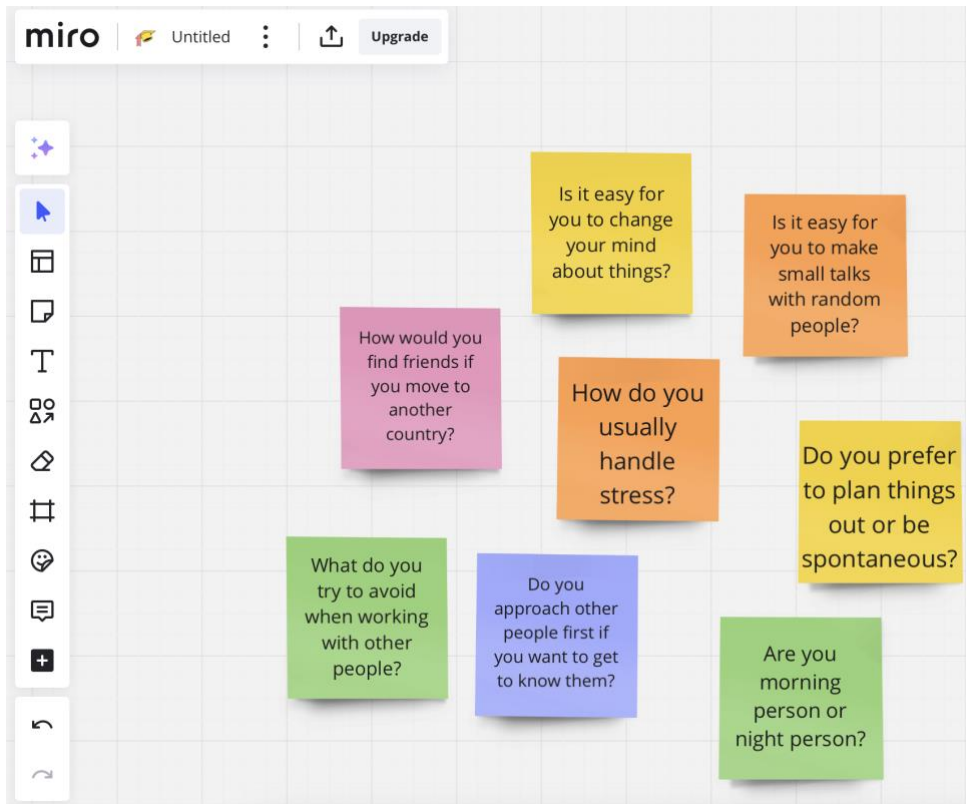 miro
Untitled
Upgrade
Is it easy for
you to change
your mind
about things?
Is it easy for
you to make
small talks
with random
people?
How would you
find friends if
you move to
another
country?
How do you
usually
handle
stress?
Do you prefer
to plan things
out or be
spontaneous?
What do you
try to avoid
when working
with other
people?
Do you
approach other
people first if
you want to get
to know them?
Are you
morning
person or
night person?